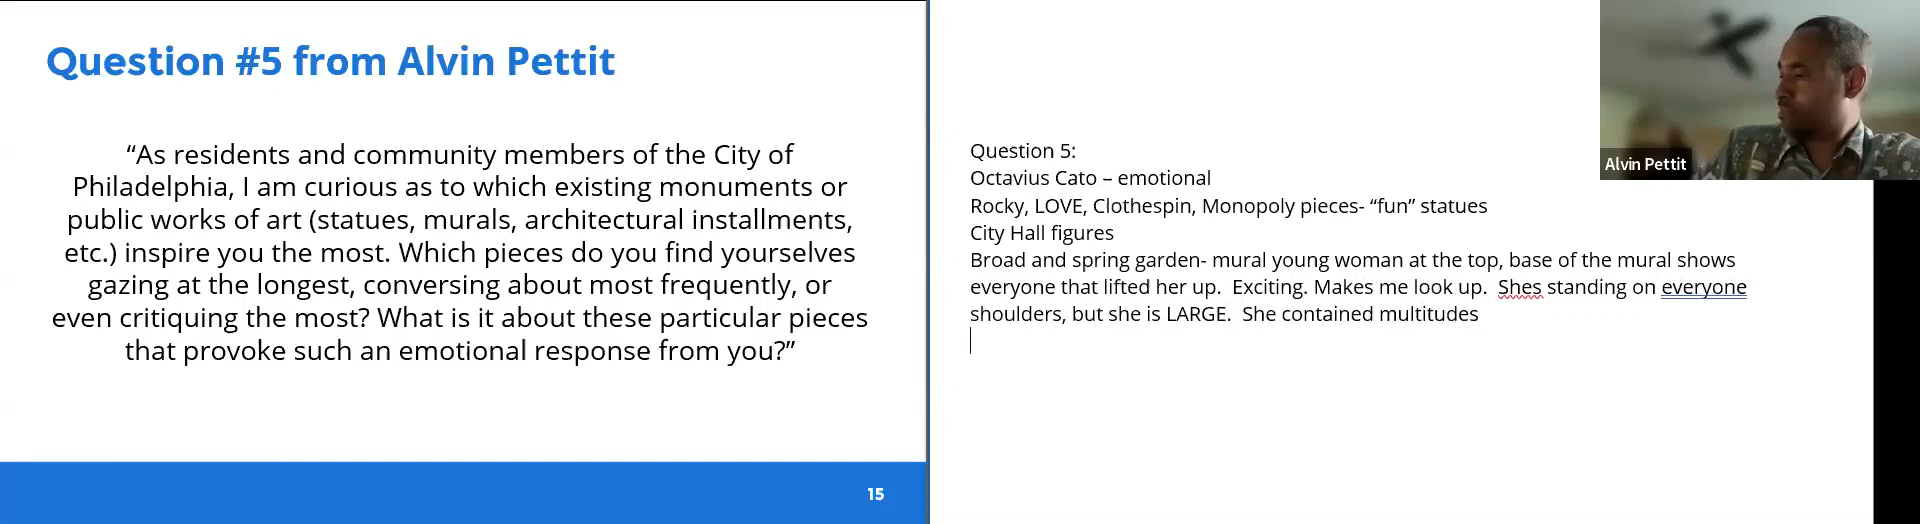 Question #5 from Alvin Pettit
“As residents and community members of the City of
Philadelphia, I am curious as to which existing monuments or
public works of art (statues, murals, architectural installments,
etc.) inspire you the most. Which pieces do you find yourselves
gazing at the longest, conversing about most frequently, or
even critiquing the most? What is it about these particular pieces
that provoke such an emotional response from you?”
15
Question 5:
Octavius Cato – emotional
Rocky, LOVE, Clothespin, Monopoly pieces- “fun” statues
City Hall figures
Broad and spring garden- mural young woman at the top, base of the mural shows
everyone that lifted her up.  Exciting. Makes me look up.  Shes standing on everyone
shoulders, but she is LARGE.  She contained multitudes
Alvin Pettit